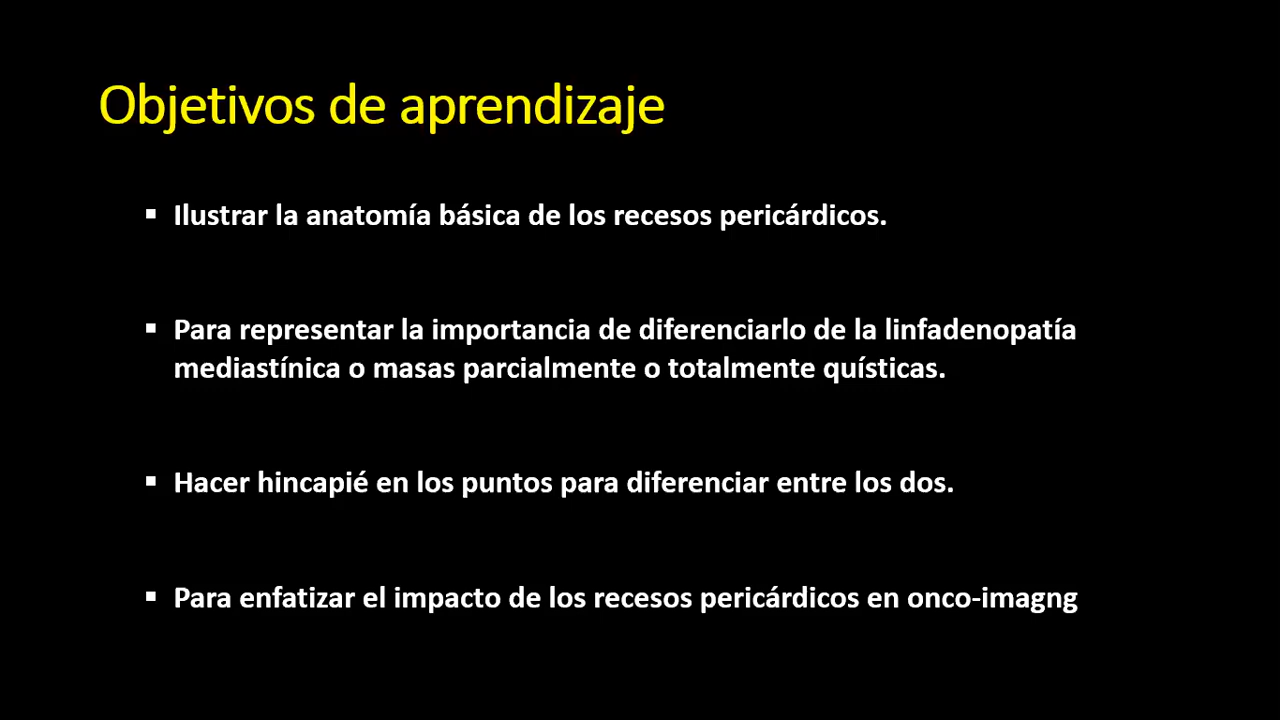 Objetivos de aprendizaje
▪ Ilustrar la anatomía básica de los recesos pericárdicos.
▪ Para representar la importancia de diferenciarlo de la linfadenopatía
mediastínica o masas parcialmente o totalmente quísticas.
▪ Hacer hincapié en los puntos para diferenciar entre los dos.
▪ Para enfatizar el impacto de los recesos pericárdicos en onco-imagng